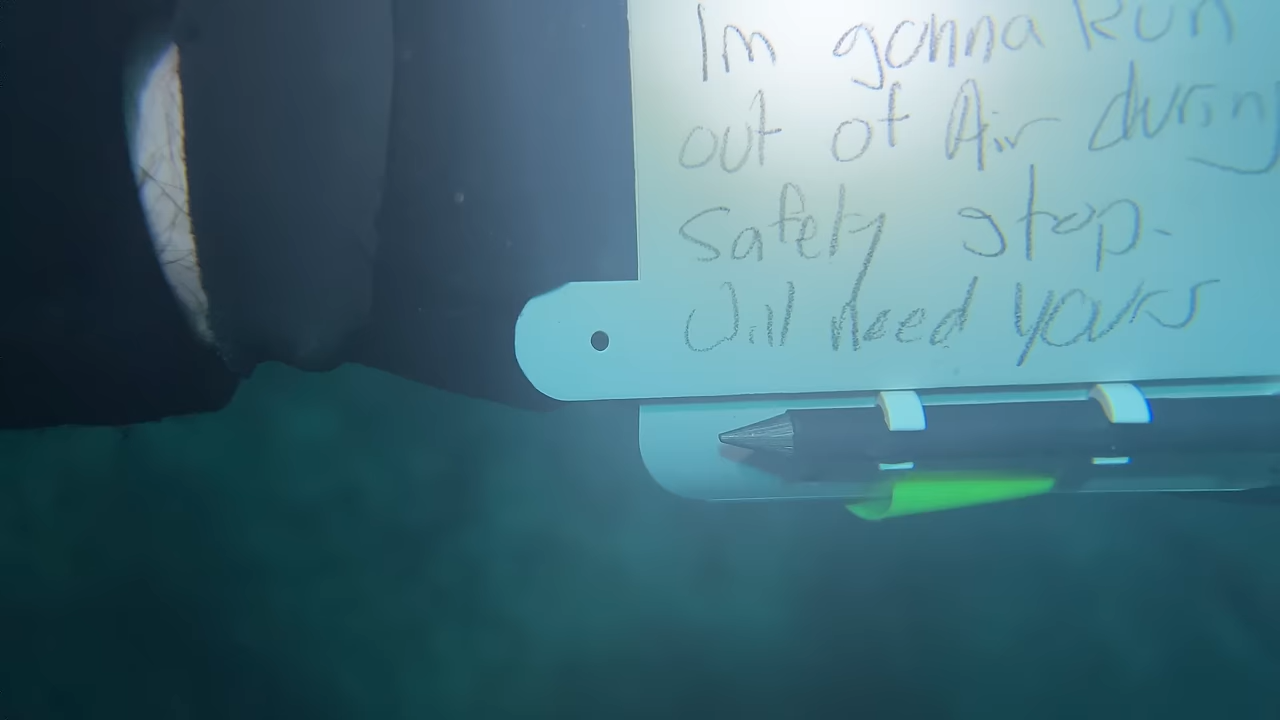 Im gonna Run
out of Air during
safety stop.
Will need yours